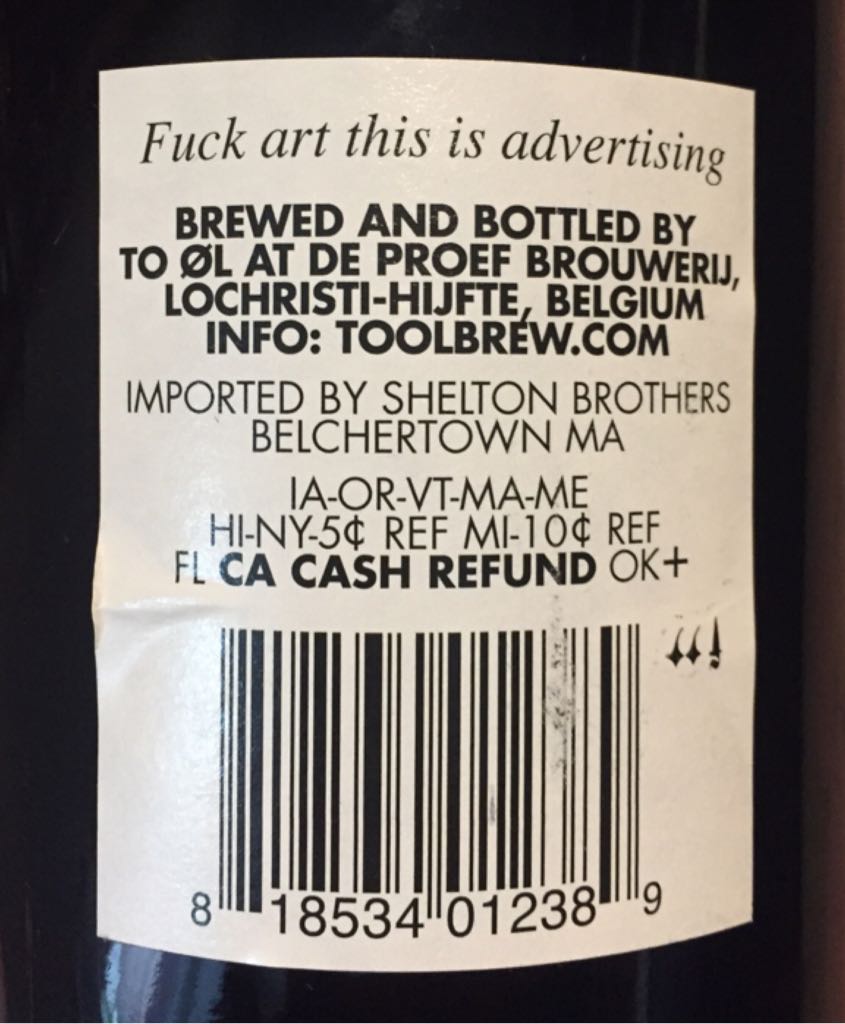 Fuck art this is advertising
BREWED AND BOTTLED BY
TO ØL AT DE PROEF BROUWERIJ,
LOCHRISTI-HIJFTE, BELGIUM
INFO: TOOLBREW.COM
IMPORTED BY SHELTON BROTHERS
BELCHERTOWN MA
IA-OR-VT-MA-ME
HI-NY-5¢ REF MI-10¢ REF
FL CA CASH REFUND OK+
8 18534 01238 9